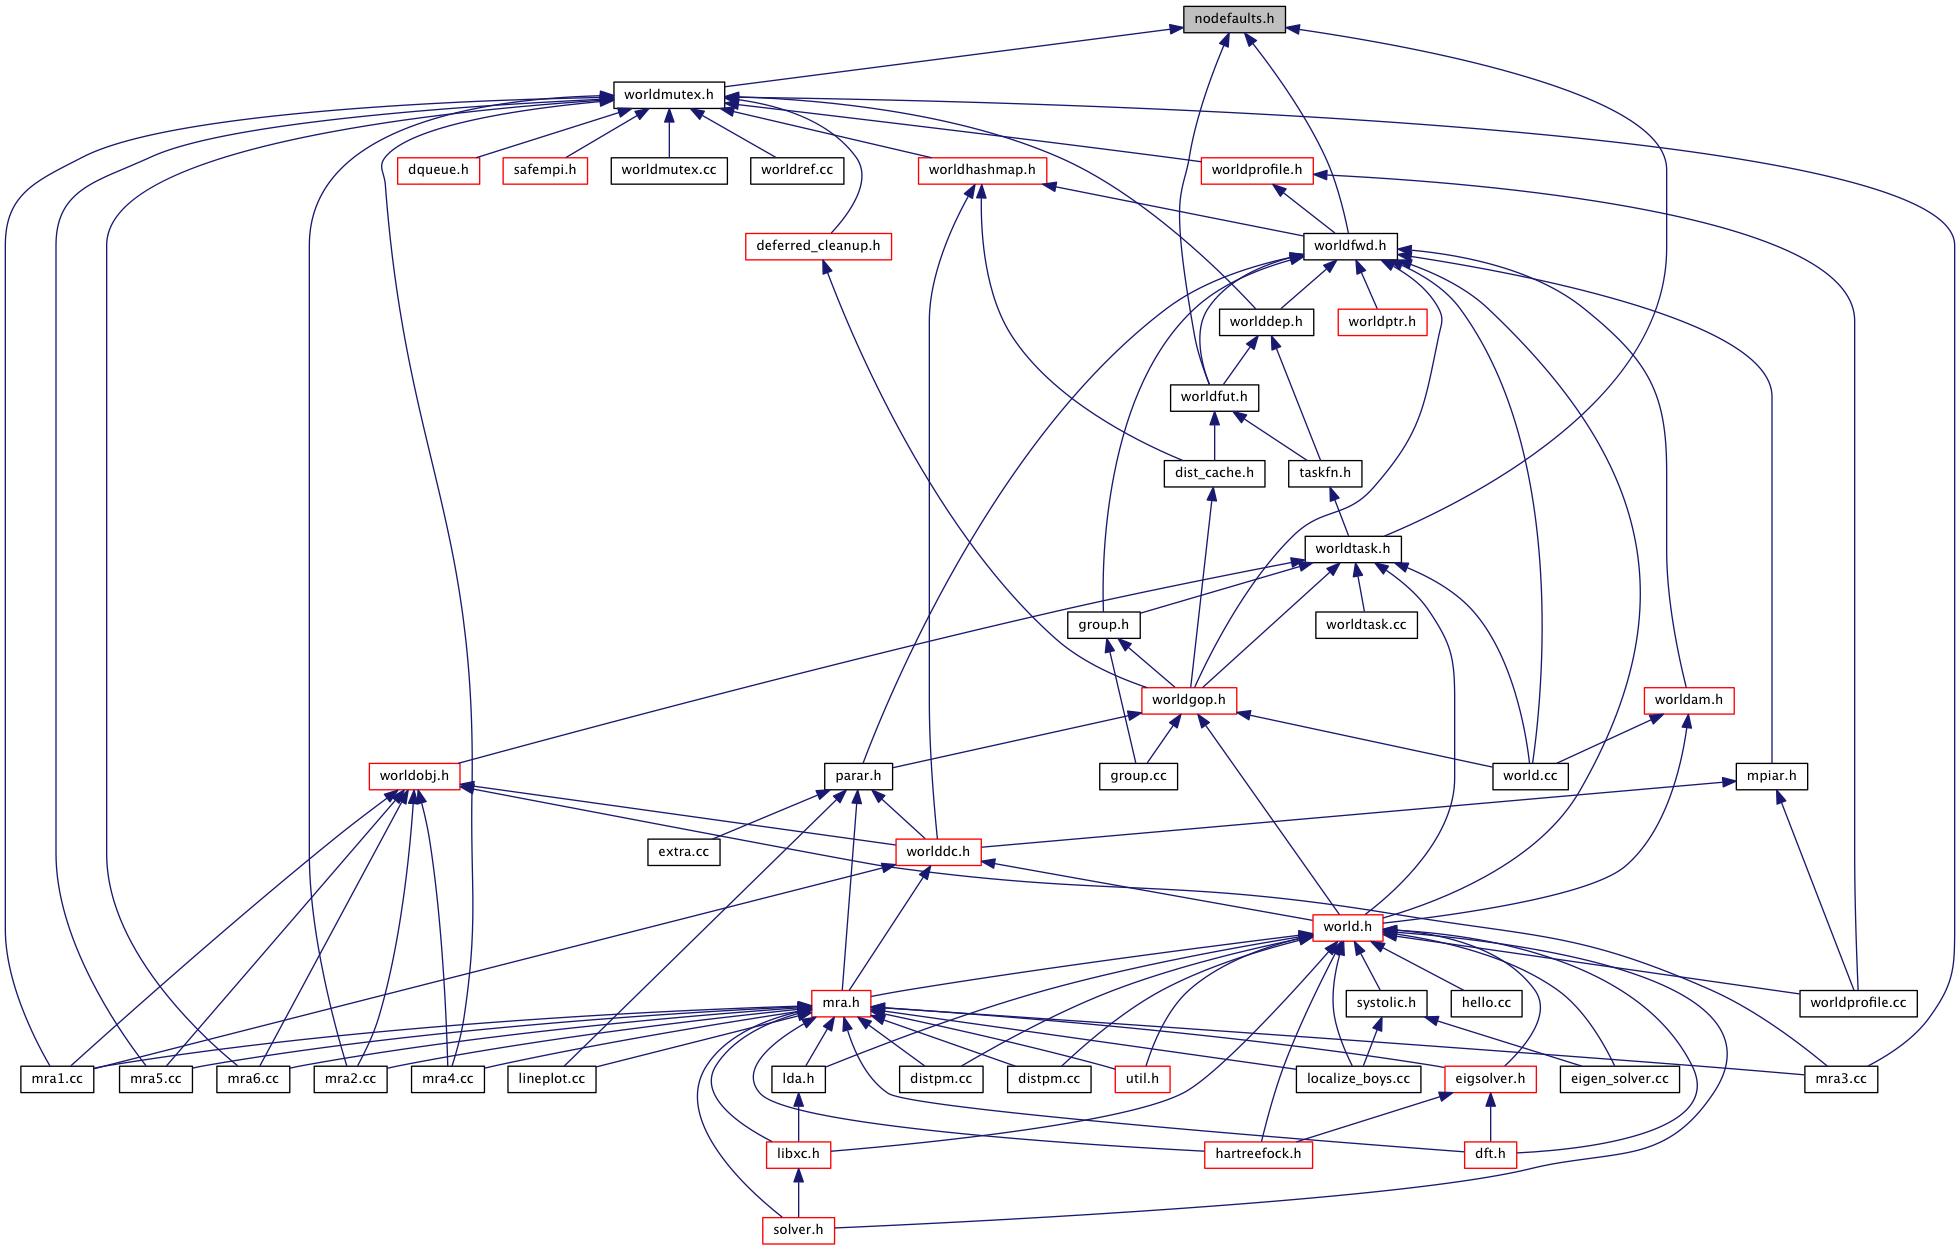 nodefaults.h
worldmutex.h
dqueue.h
safempi.h
worldmutex.cc
worldref.cc
worldhashmap.h
worldprofile.h
deferred_cleanup.h
worldfwd.h
worlddep.h
worldptr.h
worldfut.h
dist_cache.h
taskfn.h
worldtask.h
group.h
worldtask.cc
worldgop.h
worldam.h
worldobj.h
parar.h
group.cc
world.cc
mpiar.h
extra.cc
worlddc.h
world.h
mra.h
systolic.h
hello.cc
worldprofile.cc
mra1.cc
mra5.cc
mra6.cc
mra2.cc
mra4.cc
lineplot.cc
lda.h
distpm.cc
distpm.cc
util.h
localize_boys.cc
eigsolver.h
eigen_solver.cc
mra3.cc
libxc.h
hartreefock.h
dft.h
solver.h